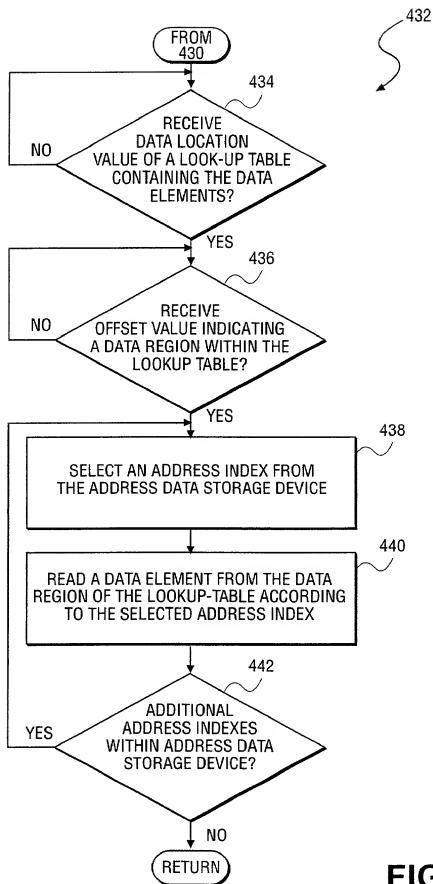 432
FROM
430
434
RECEIVE
DATA LOCATION
VALUE OF A LOOK-UP TABLE
CONTAINING THE DATA
ELEMENTS?
NO
YES
436
RECEIVE
OFFSET VALUE INDICATING
A DATA REGION WITHIN THE
LOOKUP TABLE?
NO
YES
438
SELECT AN ADDRESS INDEX FROM
THE ADDRESS DATA STORAGE DEVICE
440
READ A DATA ELEMENT FROM THE DATA
REGION OF THE LOOKUP-TABLE ACCORDING
TO THE SELECTED ADDRESS INDEX
442
ADDITIONAL
ADDRESS INDEXES
WITHIN ADDRESS DATA
STORAGE DEVICE?
YES
NO
RETURN
FIG